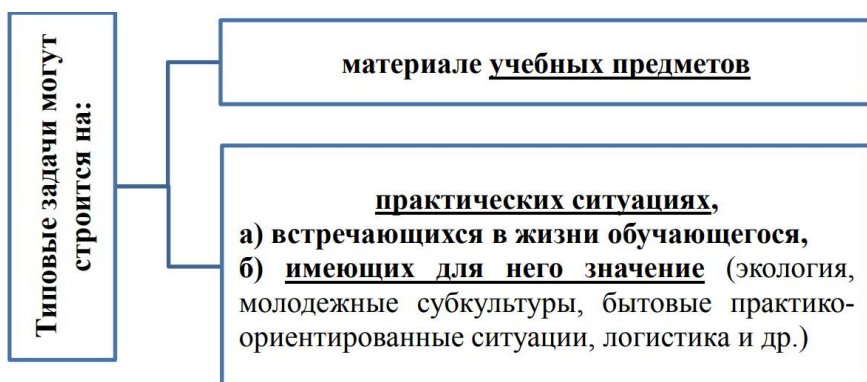 Типовые задачи могут
строится на:
материале учебных предметов
практических ситуациях,
а) встречающихся в жизни обучающегося,
б) имеющих для него значение (экология,
молодежные субкультуры, бытовые практико-
ориентированные ситуации, логистика и др.)